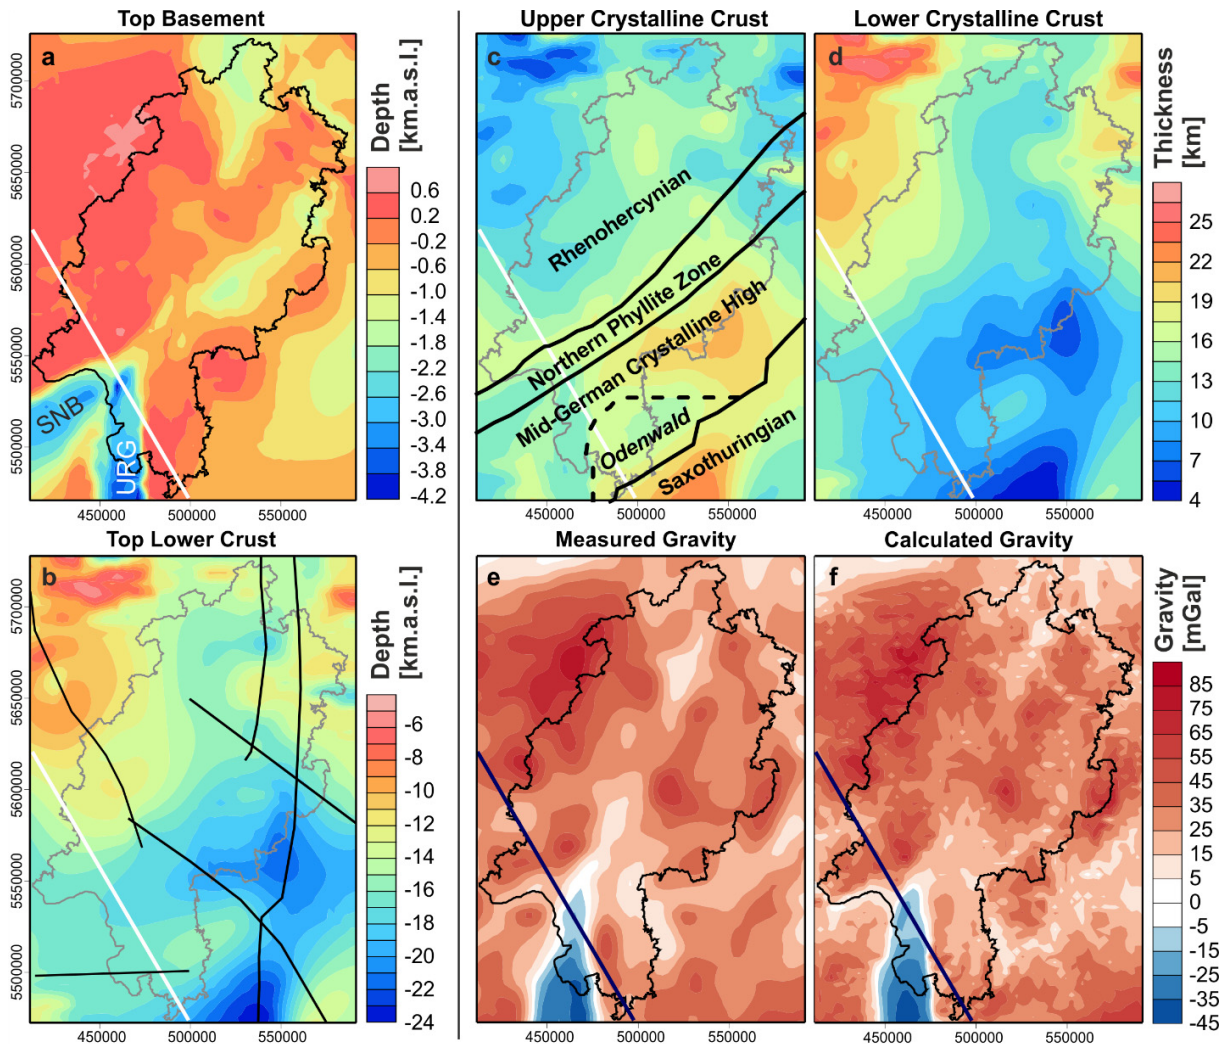 Top Basement
a
Depth
[km.a.s.l.]
0.6
0.2
-0.2
-0.6
-1.0
-1.4
-1.8
-2.2
-2.6
-3.0
-3.4
-3.8
-4.2
SNB
URG
5700000
5650000
5600000
5550000
5500000
450000 500000 550000
Upper Crystalline Crust
c
Rhenohercynian
Northern Phyllite Zone
Mid-German Crystalline High
Odenwald
Saxothuringian
450000 500000 550000
Lower Crystalline Crust
d
Thickness
[km]
25
22
19
16
13
10
7
4
450000 500000 550000
Top Lower Crust
b
Depth
[km.a.s.l.]
-6
-8
-10
-12
-14
-16
-18
-20
-22
-24
5700000
5650000
5600000
5550000
5500000
450000 500000 550000
Measured Gravity
e
450000 500000 550000
Calculated Gravity
f
Gravity
[mGal]
85
75
65
55
45
35
25
15
5
0
-5
-15
-25
-35
-45
450000 500000 550000